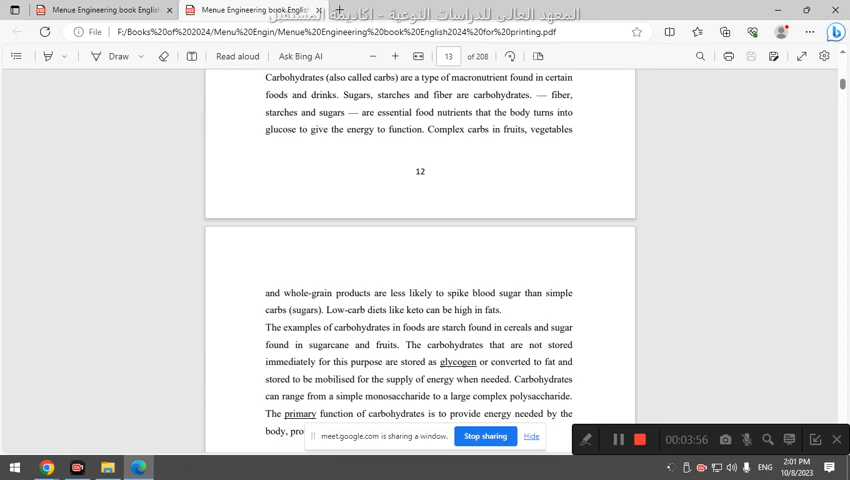 المعهد العالى للدراسات النوعية - اكاديمة المستقبل
Menue Engineering book English
Menue Engineering book English
File
F:/Books%20of%202024/Menu%20Engin/Menue%20Engineering%20book%20English2024%20for%20printing.pdf
Draw
Read aloud
Ask Bing AI
13 of 208
Carbohydrates (also called carbs) are a type of macronutrient found in certain
foods and drinks. Sugars, starches and fiber are carbohydrates. — fiber,
starches and sugars — are essential food nutrients that the body turns into
glucose to give the energy to function. Complex carbs in fruits, vegetables
12
and whole-grain products are less likely to spike blood sugar than simple
carbs (sugars). Low-carb diets like keto can be high in fats.
The examples of carbohydrates in foods are starch found in cereals and sugar
found in sugarcane and fruits. The carbohydrates that are not stored
immediately for this purpose are stored as glycogen or converted to fat and
stored to be mobilised for the supply of energy when needed. Carbohydrates
can range from a simple monosaccharide to a large complex polysaccharide.
The primary function of carbohydrates is to provide energy needed by the
body, pro
meet.google.com is sharing a window.
Stop sharing
Hide
00:03:56
ENG
2:01 PM
10/8/2023